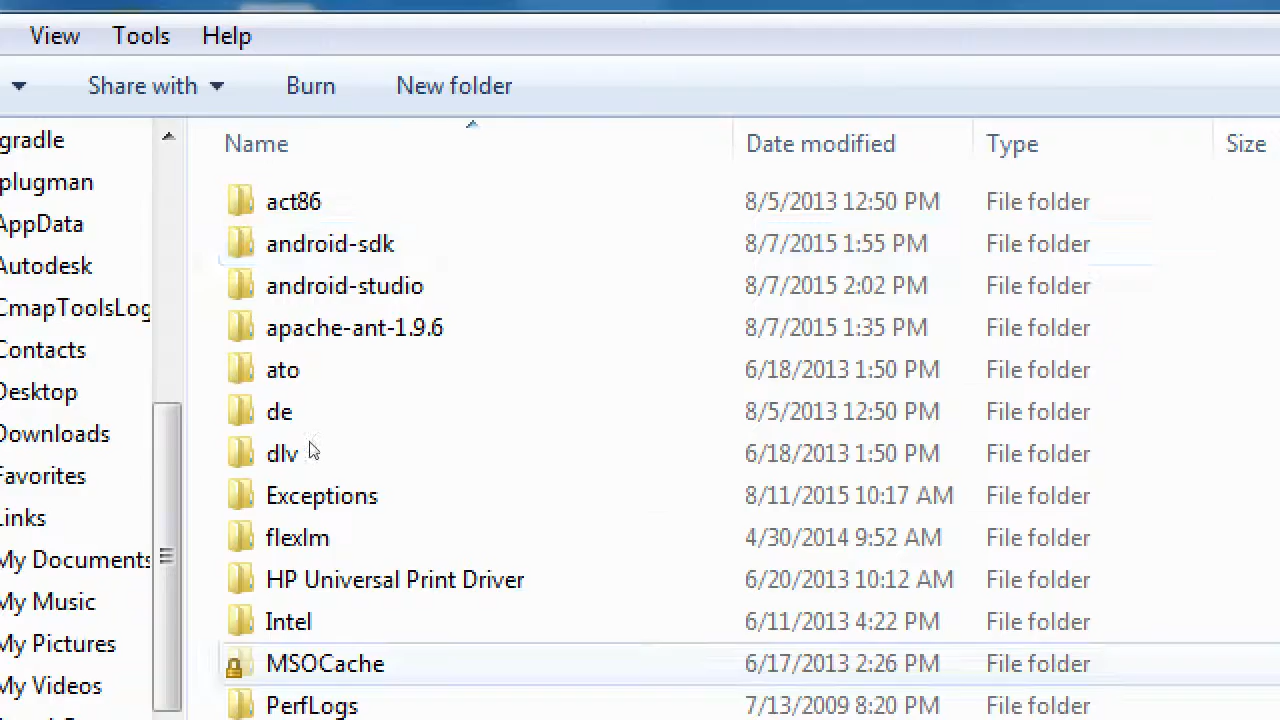 View Tools Help
Share with Burn New folder
gradle
plugman
AppData
Autodesk
CmapToolsLog
Contacts
Desktop
Downloads
Favorites
Links
My Documents
My Music
My Pictures
My Videos
Name Date modified Type Size
act86 8/5/2013 12:50 PM File folder
android-sdk 8/7/2015 1:55 PM File folder
android-studio 8/7/2015 2:02 PM File folder
apache-ant-1.9.6 8/7/2015 1:35 PM File folder
ato 6/18/2013 1:50 PM File folder
de 8/5/2013 12:50 PM File folder
dlv 6/18/2013 1:50 PM File folder
Exceptions 8/11/2015 10:17 AM File folder
flexlm 4/30/2014 9:52 AM File folder
HP Universal Print Driver 6/20/2013 10:12 AM File folder
Intel 6/11/2013 4:22 PM File folder
MSOCache 6/17/2013 2:26 PM File folder
PerfLogs 7/13/2009 8:20 PM File folder